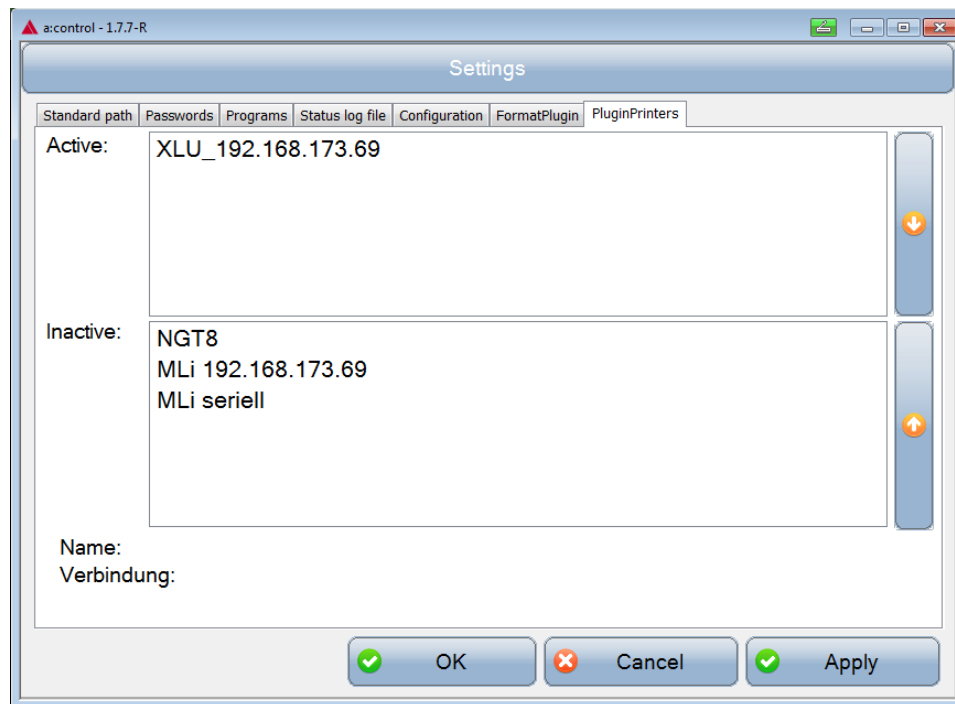 a:control - 1.7.7-R
Settings
Standard path Passwords Programs Status log file Configuration FormatPlugin PluginPrinters
Active:
XLU_192.168.173.69
Inactive:
NGT8
MLi 192.168.173.69
MLi seriell
Name:
Verbindung:
OK Cancel Apply